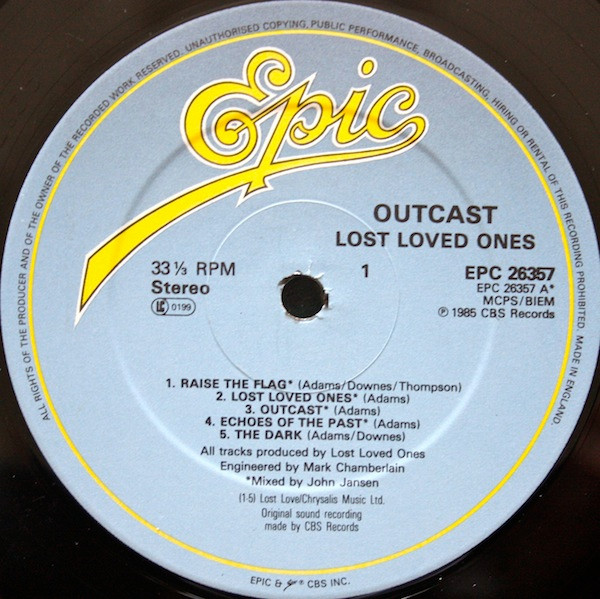 ALL RIGHTS OF THE PRODUCER AND OF THE OWNER OF THE RECORDED WORK RESERVED. UNAUTHORISED COPYING, PUBLIC PERFORMANCE, BROADCASTING, HIRING OR RENTAL OF THIS RECORDING PROHIBITED. MADE IN ENGLAND.
Epic
OUTCAST
LOST LOVED ONES
33⅓ RPM
Stereo
LC 0199
1
EPC 26357
EPC 26357 A*
MCPS/BIEM
℗ 1985 CBS Records
1. RAISE THE FLAG* (Adams/Downes/Thompson)
2. LOST LOVED ONES* (Adams)
3. OUTCAST* (Adams)
4. ECHOES OF THE PAST* (Adams)
5. THE DARK (Adams/Downes)
All tracks produced by Lost Loved Ones
Engineered by Mark Chamberlain
*Mixed by John Jansen
(1-5) Lost Love/Chrysalis Music Ltd.
Original sound recording
made by CBS Records
EPIC & Epic ® CBS INC.